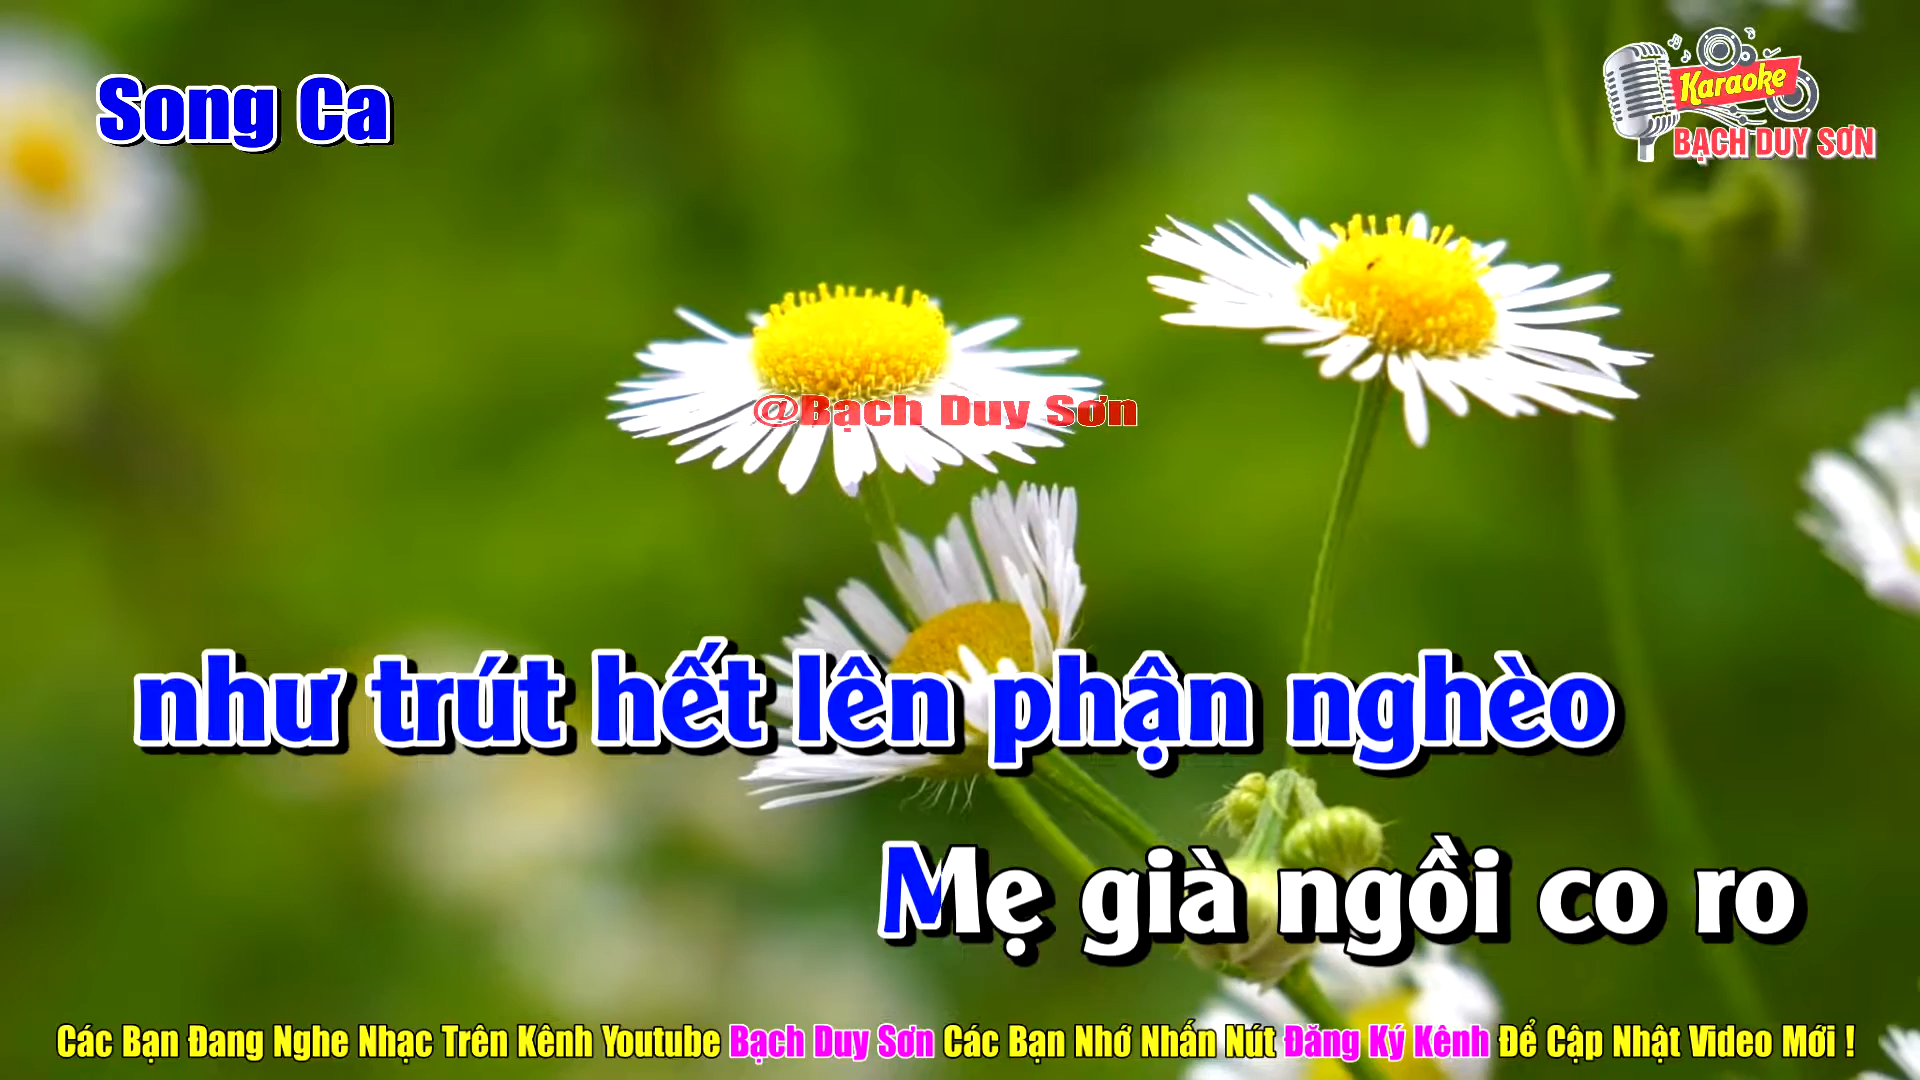 Song Ca
Karaoke
BẠCH DUY SƠN
@Bạch Duy Sơn
như trút hết lên phận nghèo
Mẹ già ngồi co ro
Các Bạn Đang Nghe Nhạc Trên Kênh Youtube Bạch Duy Sơn Các Bạn Nhớ Nhấn Nút Đăng Ký Kênh Để Cập Nhật Video Mới !